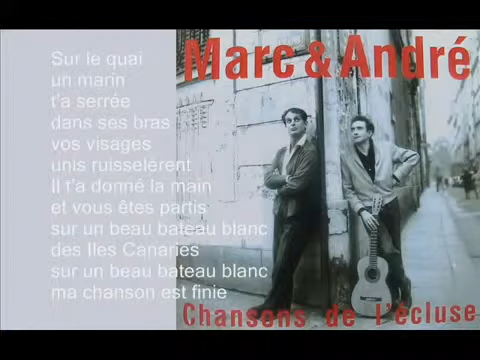 Marc & André
Sur le quai
un marin
t'a serrée
dans ses bras
vos visages
unis ruisselèrent
Il t'a donné la main
et vous êtes partis
sur un beau bateau blanc
des Iles Canaries
sur un beau bateau blanc
ma chanson est finie
Chansons de l'écluse